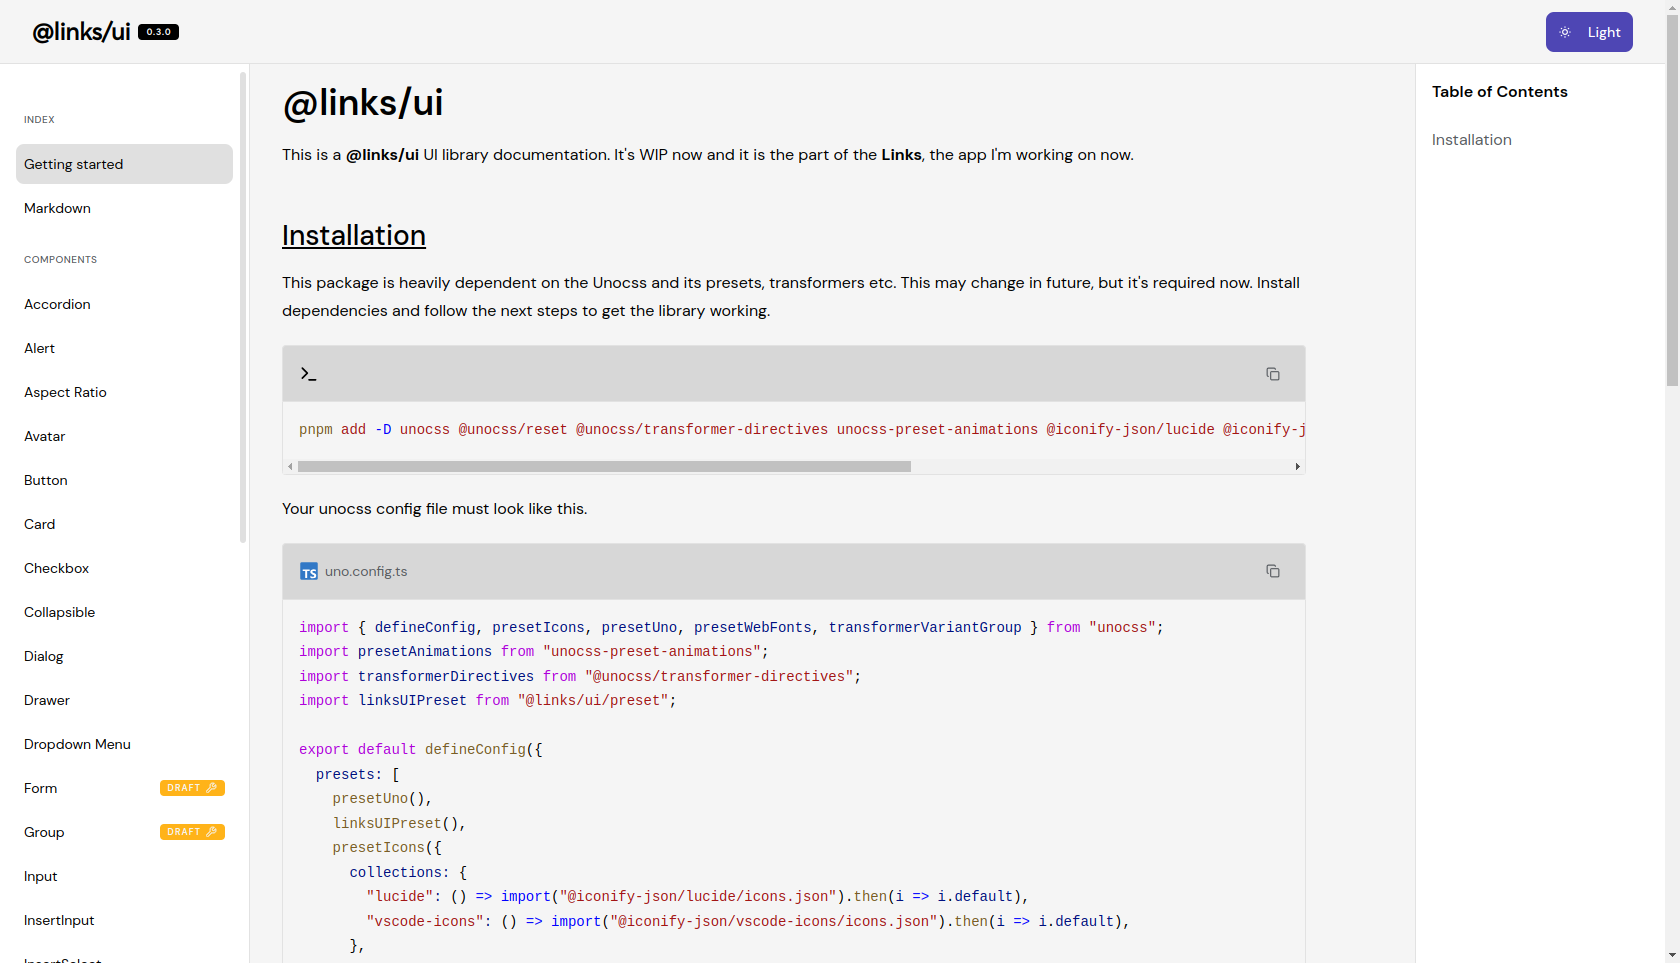 @links/ui 0.3.0
Light
INDEX
Getting started
Markdown
COMPONENTS
Accordion
Alert
Aspect Ratio
Avatar
Button
Card
Checkbox
Collapsible
Dialog
Drawer
Dropdown Menu
Form DRAFT
Group DRAFT
Input
InsertInput
InsertSelect
@links/ui
This is a @links/ui UI library documentation. It's WIP now and it is the part of the Links, the app I'm working on now.
Installation
This package is heavily dependent on the Unocss and its presets, transformers etc. This may change in future, but it's required now. Install
dependencies and follow the next steps to get the library working.
pnpm add -D unocss @unocss/reset @unocss/transformer-directives unocss-preset-animations @iconify-json/lucide @iconify-j
Your unocss config file must look like this.
TS uno.config.ts
import { defineConfig, presetIcons, presetUno, presetWebFonts, transformerVariantGroup } from "unocss";
import presetAnimations from "unocss-preset-animations";
import transformerDirectives from "@unocss/transformer-directives";
import linksUIPreset from "@links/ui/preset";
export default defineConfig({
  presets: [
    presetUno(),
    linksUIPreset(),
    presetIcons({
      collections: {
        "lucide": () => import("@iconify-json/lucide/icons.json").then(i => i.default),
        "vscode-icons": () => import("@iconify-json/vscode-icons/icons.json").then(i => i.default),
      },
Table of Contents
Installation